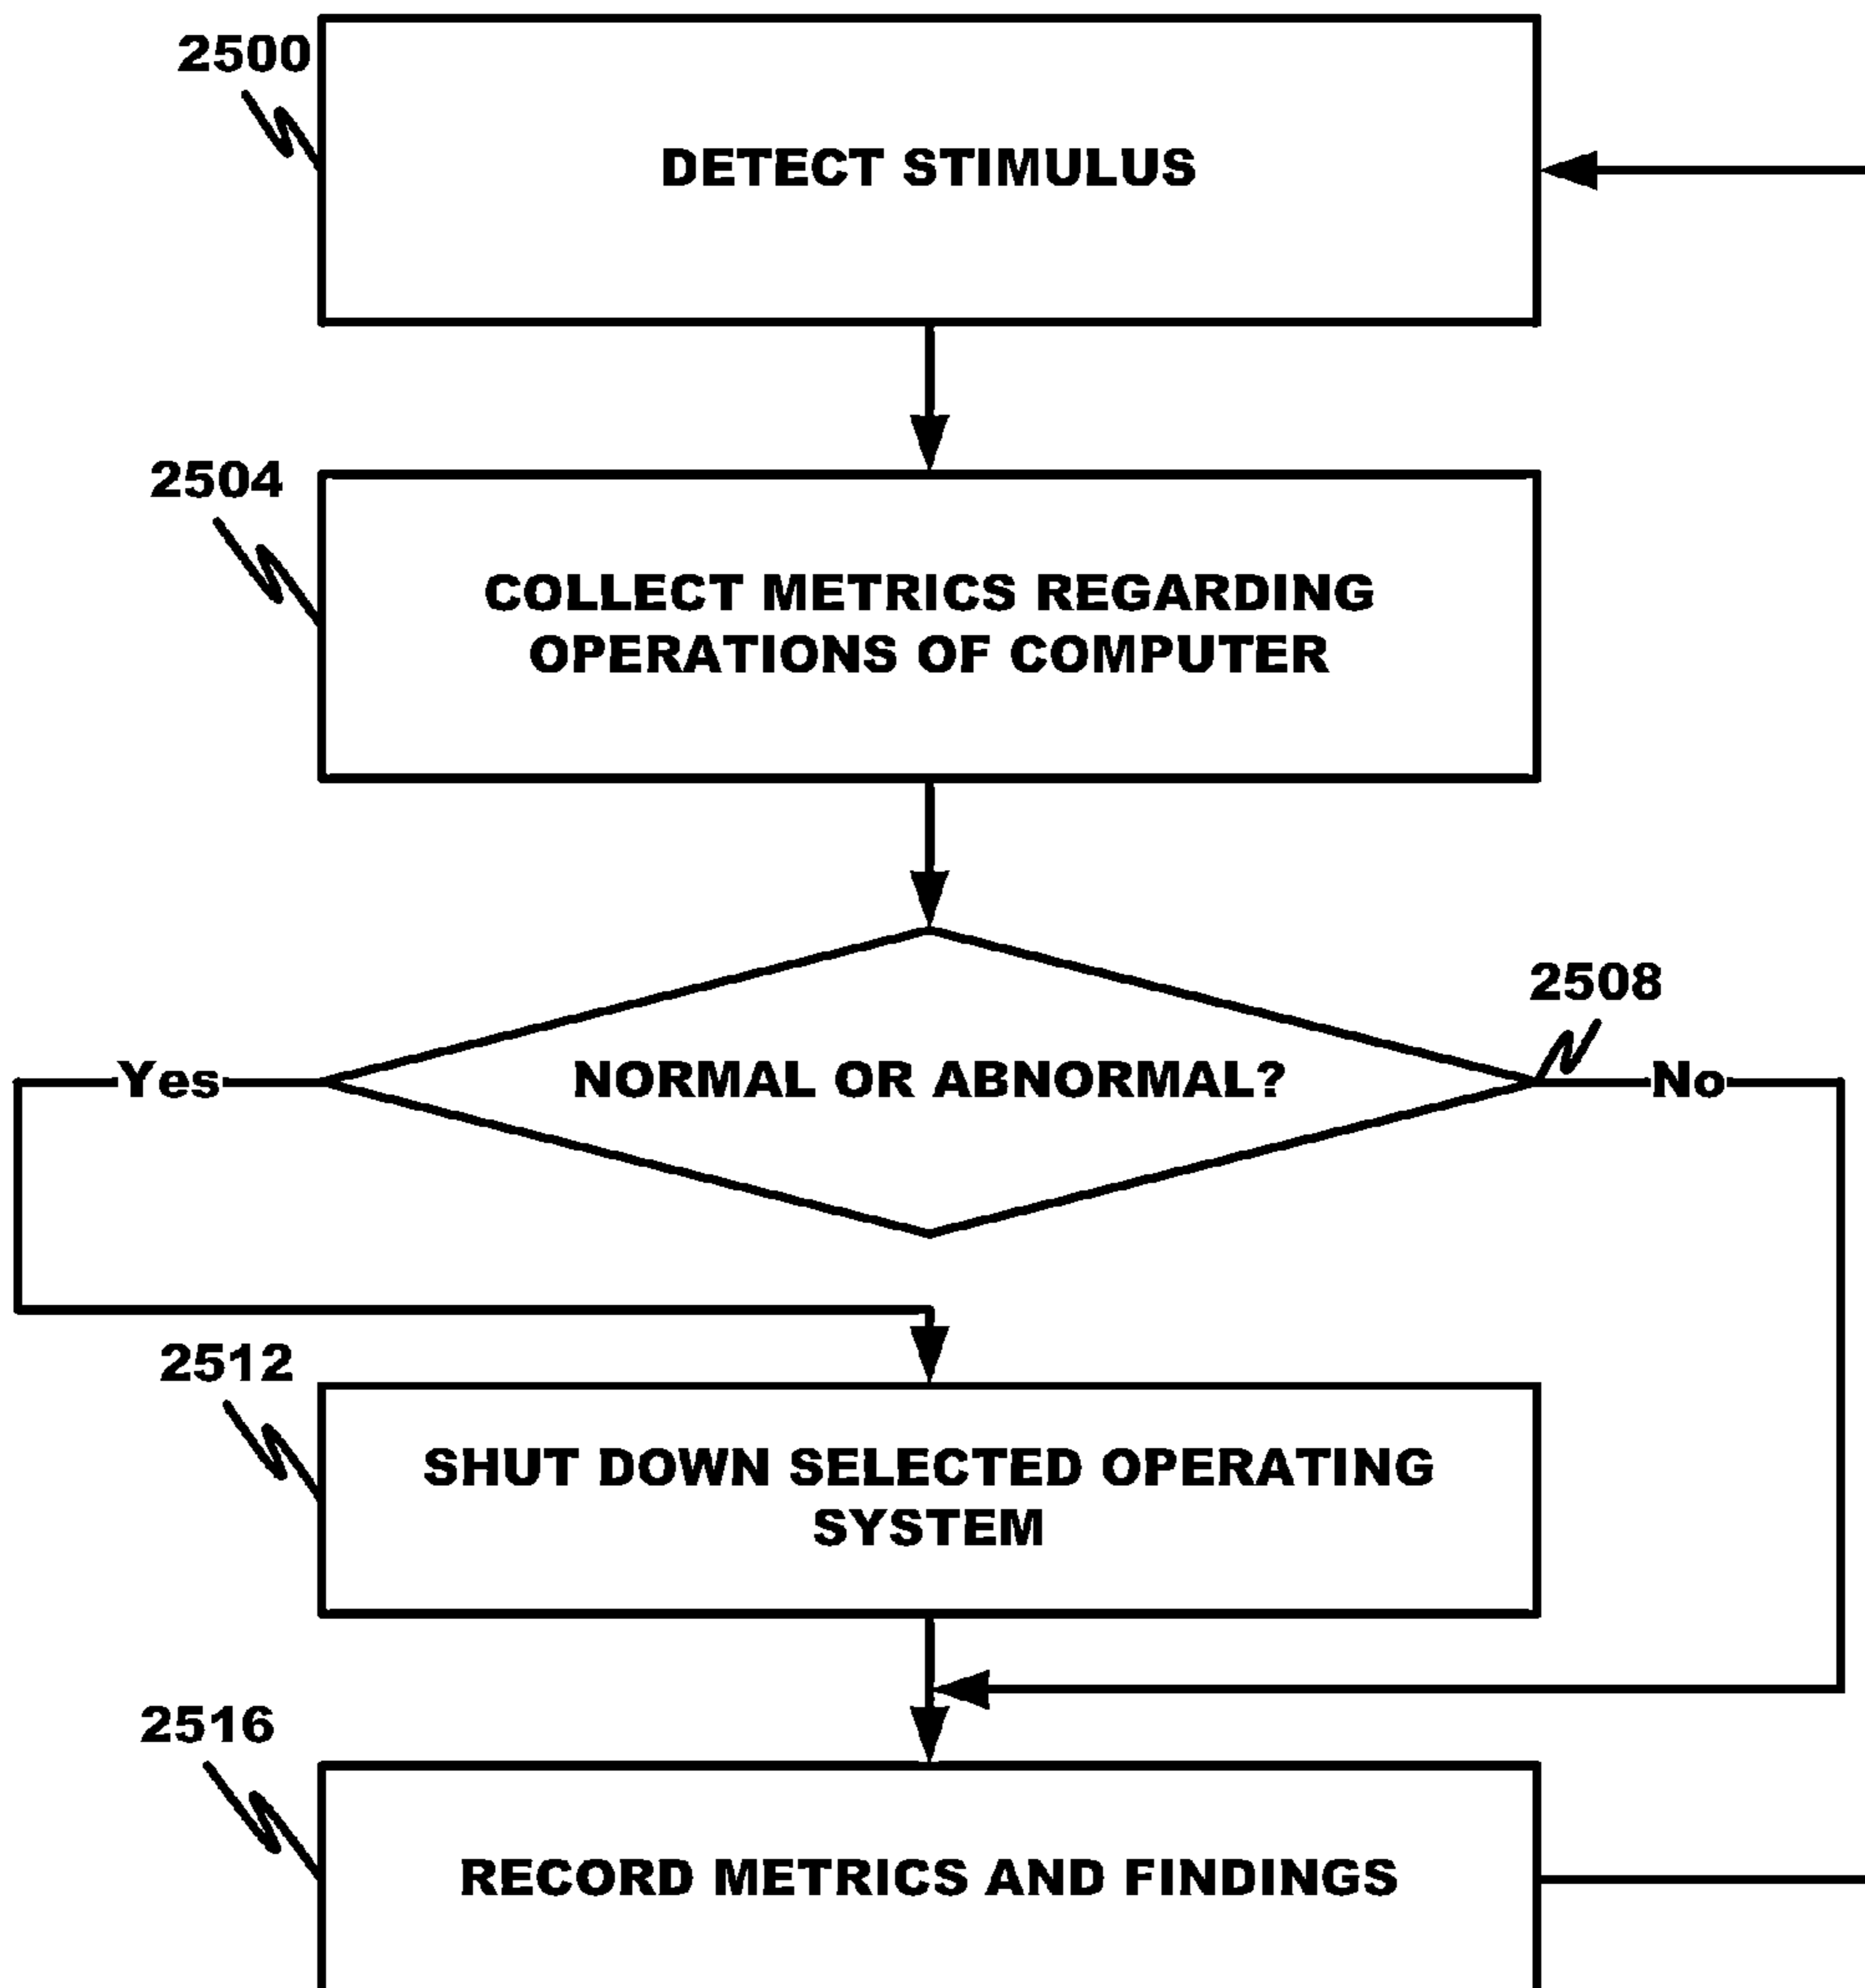 2500
DETECT STIMULUS
2504
COLLECT METRICS REGARDING
OPERATIONS OF COMPUTER
2508
Yes
NORMAL OR ABNORMAL?
No
2512
SHUT DOWN SELECTED OPERATING
SYSTEM
2516
RECORD METRICS AND FINDINGS